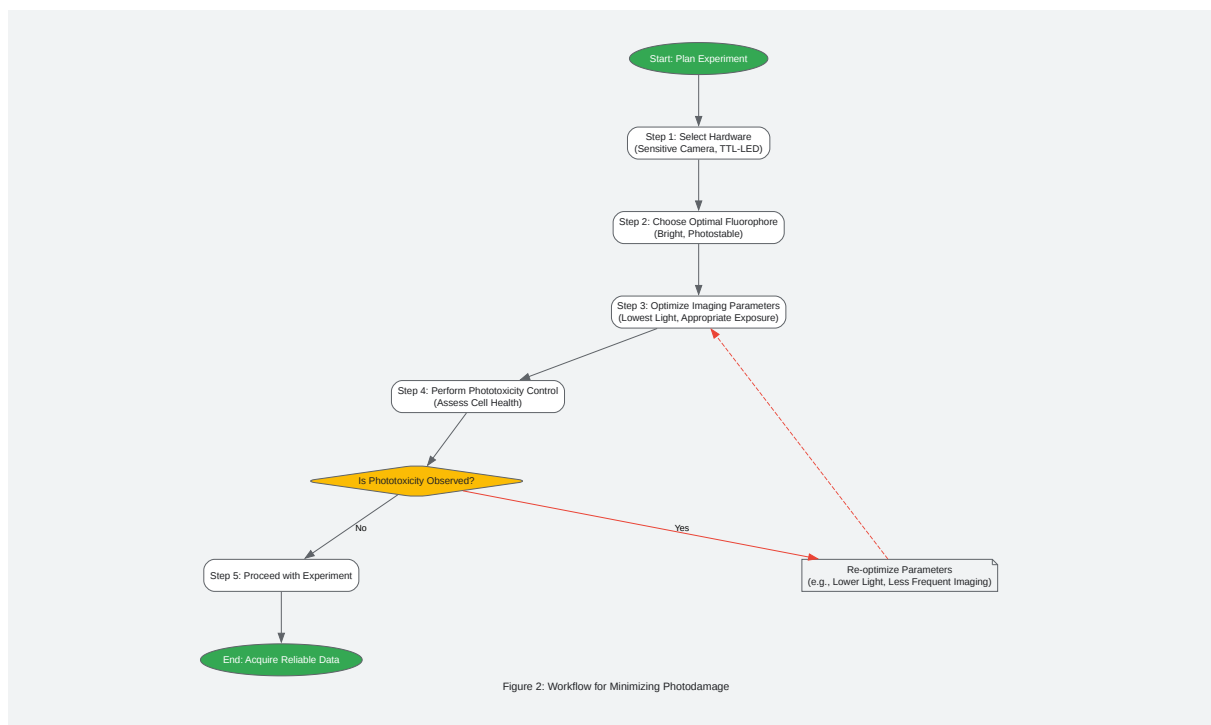 Start: Plan Experiment
Step 1: Select Hardware
(Sensitive Camera, TTL-LED)
Step 2: Choose Optimal Fluorophore
(Bright, Photostable)
Step 3: Optimize Imaging Parameters
(Lowest Light, Appropriate Exposure)
Step 4: Perform Phototoxicity Control
(Assess Cell Health)
Is Phototoxicity Observed?
No
Yes
Step 5: Proceed with Experiment
Re-optimize Parameters
(e.g., Lower Light, Less Frequent Imaging)
End: Acquire Reliable Data
Figure 2: Workflow for Minimizing Photodamage